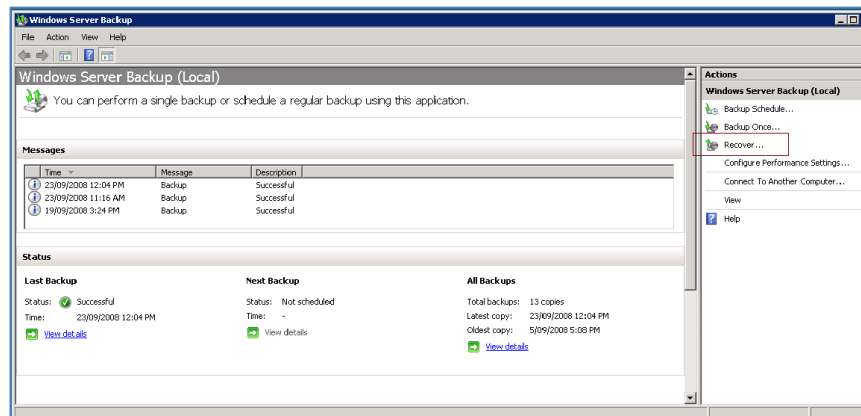 Windows Server Backup
File Action View Help
Windows Server Backup (Local)
You can perform a single backup or schedule a regular backup using this application.
Messages
Time Message Description
23/09/2008 12:04 PM Backup Successful
23/09/2008 11:16 AM Backup Successful
19/09/2008 3:24 PM Backup Successful
Status
Last Backup
Status: Successful
Time: 23/09/2008 12:04 PM
View details
Next Backup
Status: Not scheduled
Time: -
View details
All Backups
Total backups: 13 copies
Latest copy: 23/09/2008 12:04 PM
Oldest copy: 5/09/2008 5:08 PM
View details
Actions
Windows Server Backup (Local)
Backup Schedule...
Backup Once...
Recover...
Configure Performance Settings...
Connect To Another Computer...
View
Help